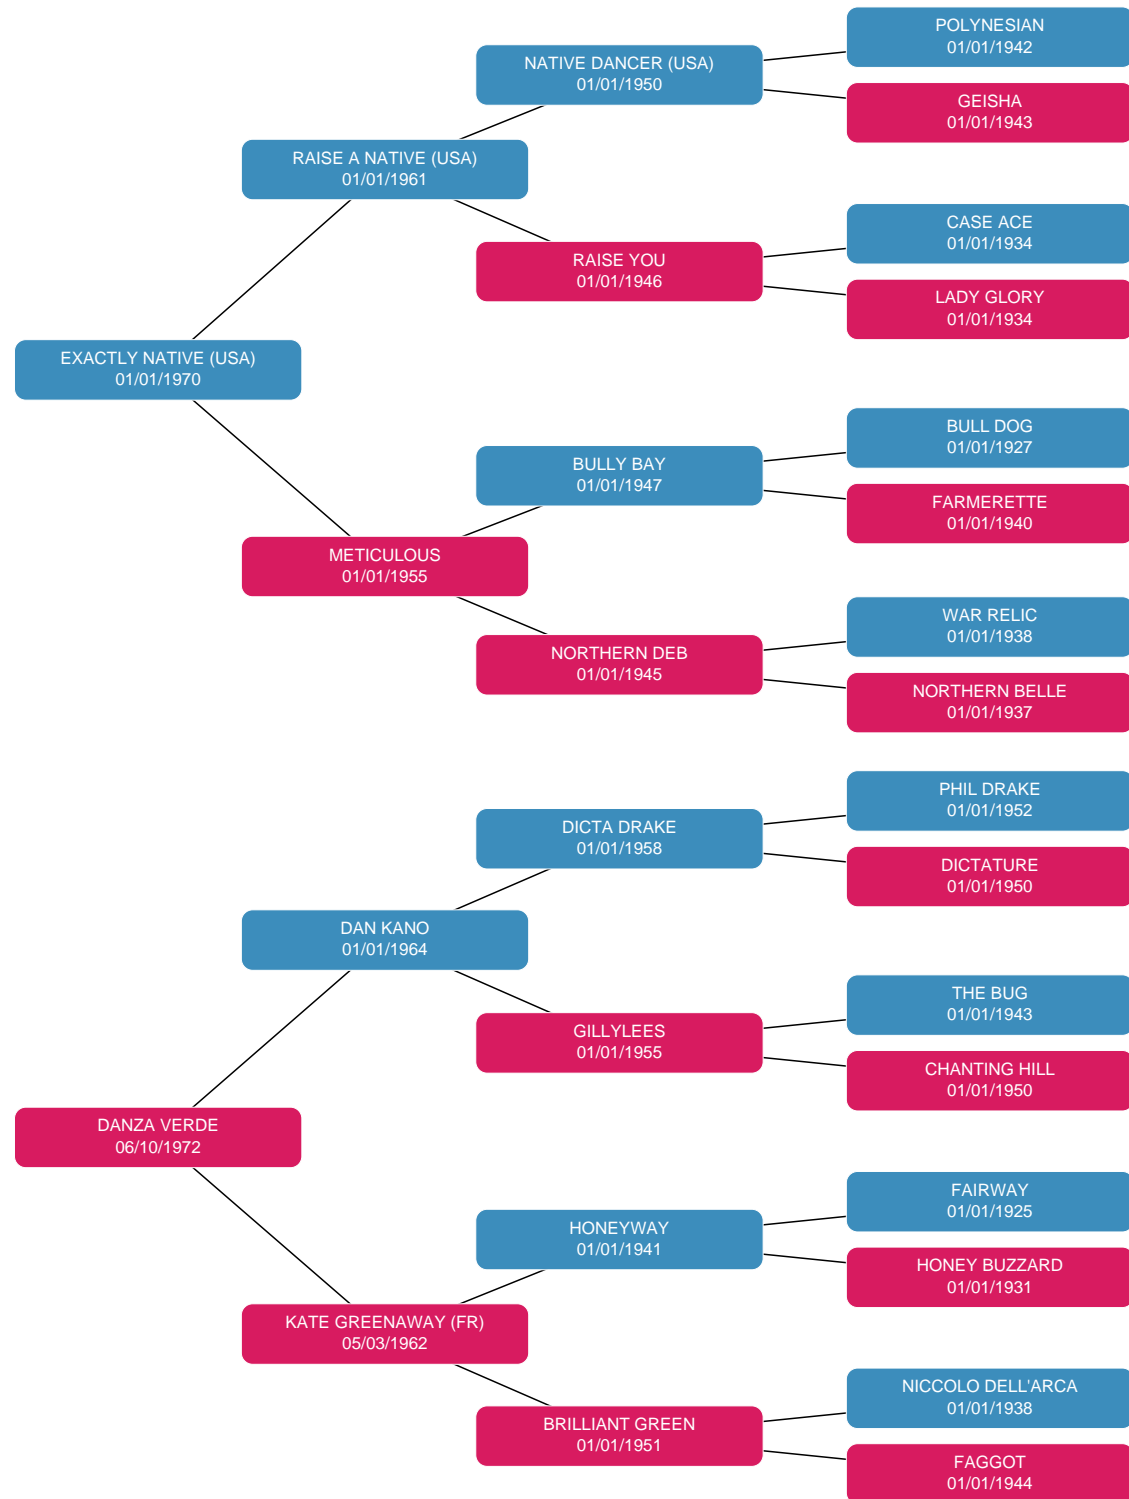 POLYNESIAN
01/01/1942
NATIVE DANCER (USA)
01/01/1950
GEISHA
01/01/1943
RAISE A NATIVE (USA)
01/01/1961
CASE ACE
01/01/1934
RAISE YOU
01/01/1946
LADY GLORY
01/01/1934
EXACTLY NATIVE (USA)
01/01/1970
BULL DOG
01/01/1927
BULLY BAY
01/01/1947
FARMERETTE
01/01/1940
METICULOUS
01/01/1955
WAR RELIC
01/01/1938
NORTHERN DEB
01/01/1945
NORTHERN BELLE
01/01/1937
PHIL DRAKE
01/01/1952
DICTA DRAKE
01/01/1958
DICTATURE
01/01/1950
DAN KANO
01/01/1964
THE BUG
01/01/1943
GILLYLEES
01/01/1955
CHANTING HILL
01/01/1950
DANZA VERDE
06/10/1972
FAIRWAY
01/01/1925
HONEYWAY
01/01/1941
HONEY BUZZARD
01/01/1931
KATE GREENAWAY (FR)
05/03/1962
NICCOLO DELL'ARCA
01/01/1938
BRILLIANT GREEN
01/01/1951
FAGGOT
01/01/1944